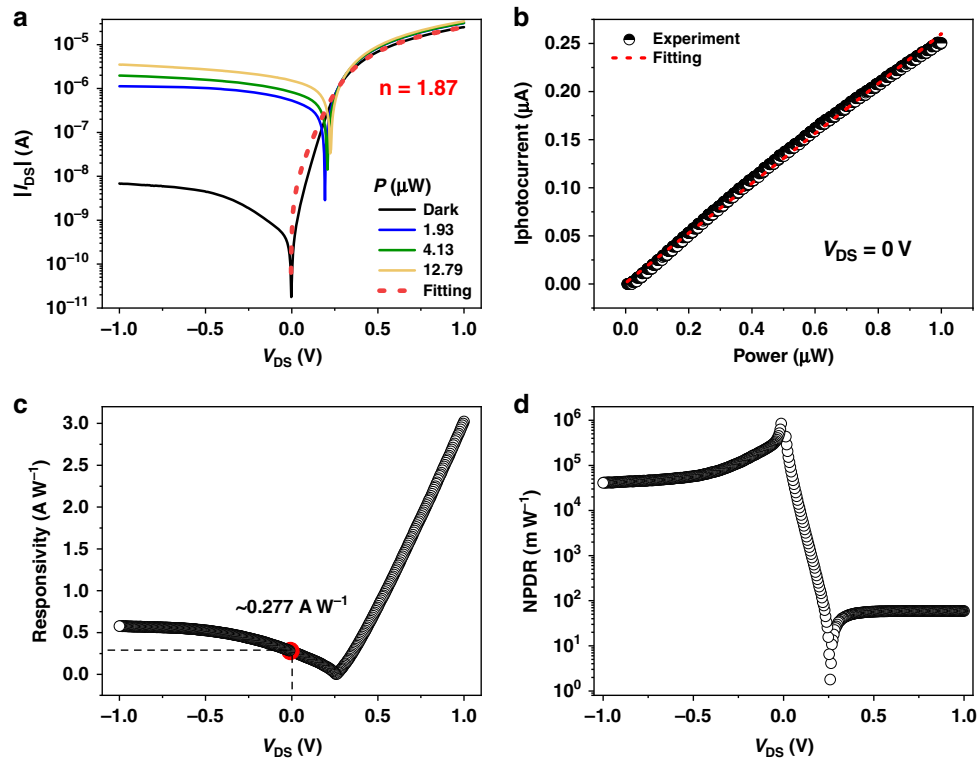 a
|I_DS| (A)
10⁻⁵
10⁻⁶
10⁻⁷
10⁻⁸
10⁻⁹
10⁻¹⁰
10⁻¹¹
n = 1.87
P (μW)
Dark
1.93
4.13
12.79
Fitting
−1.0 −0.5 0.0 0.5 1.0
V_DS (V)
b
Iphotocurrent (μA)
0.25
0.20
0.15
0.10
0.05
0.00
Experiment
Fitting
V_DS = 0 V
0.0 0.2 0.4 0.6 0.8 1.0
Power (μW)
c
Responsivity (A W⁻¹)
3.0
2.5
2.0
1.5
1.0
0.5
0.0
~0.277 A W⁻¹
−1.0 −0.5 0.0 0.5 1.0
V_DS (V)
d
NPDR (m W⁻¹)
10⁶
10⁵
10⁴
10³
10²
10¹
10⁰
−1.0 −0.5 0.0 0.5 1.0
V_DS (V)